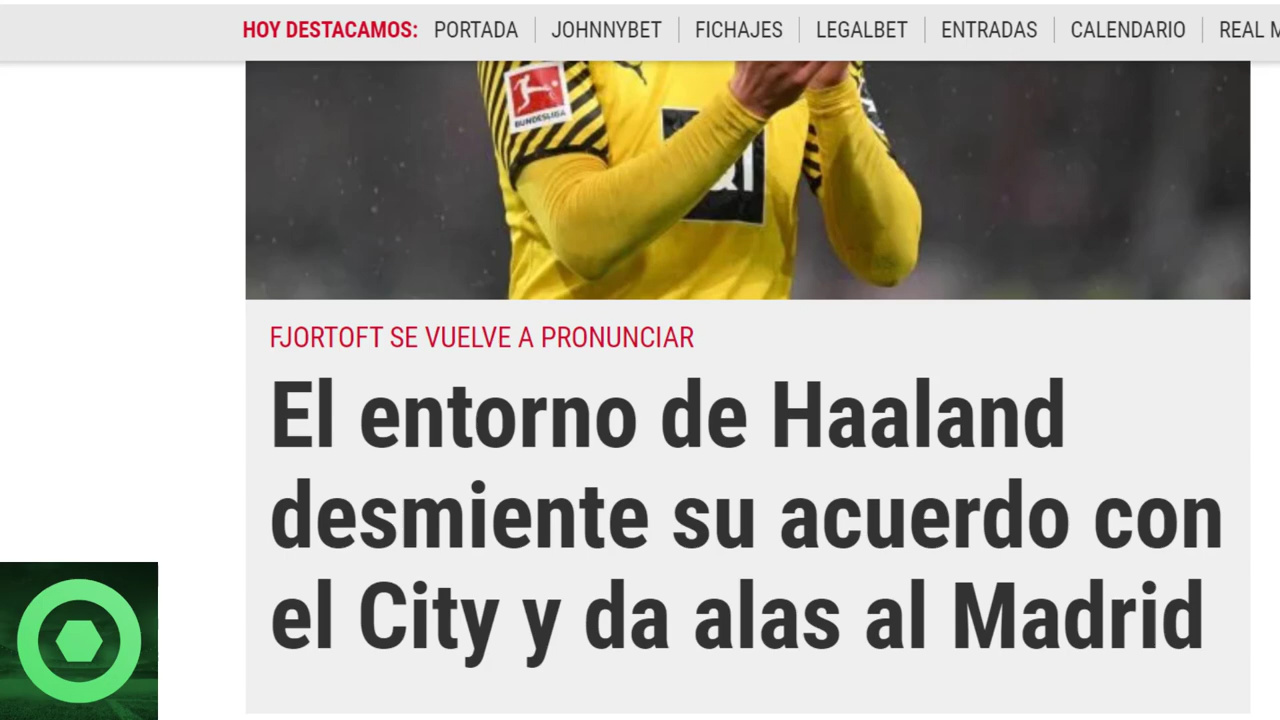 HOY DESTACAMOS: PORTADA JOHNNYBET FICHAJES LEGALBET ENTRADAS CALENDARIO REAL
BUNDESLIGA
FJORTOFT SE VUELVE A PRONUNCIAR
El entorno de Haaland
desmiente su acuerdo con
el City y da alas al Madrid